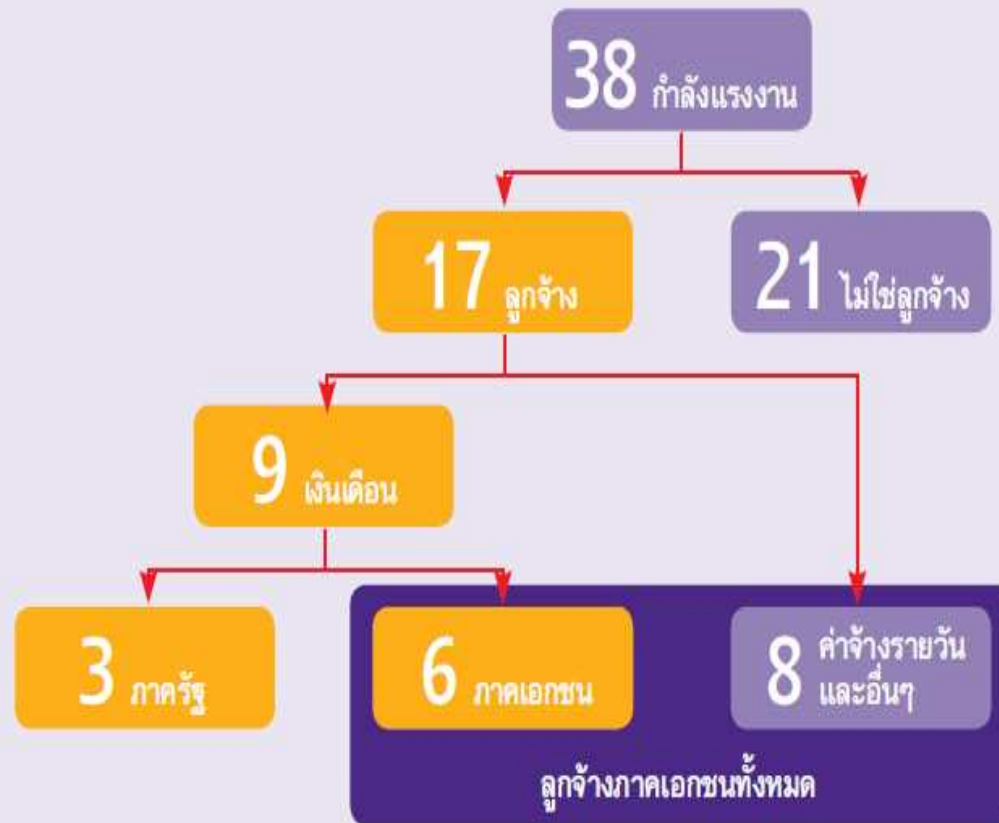 38 กำลังแรงงาน
17 ลูกจ้าง
21 ไม่ใช่ลูกจ้าง
9 เงินเดือน
3 ภาครัฐ
6 ภาคเอกชน
8 ค่าจ้างรายวัน
และอื่นๆ
ลูกจ้างภาคเอกชนทั้งหมด